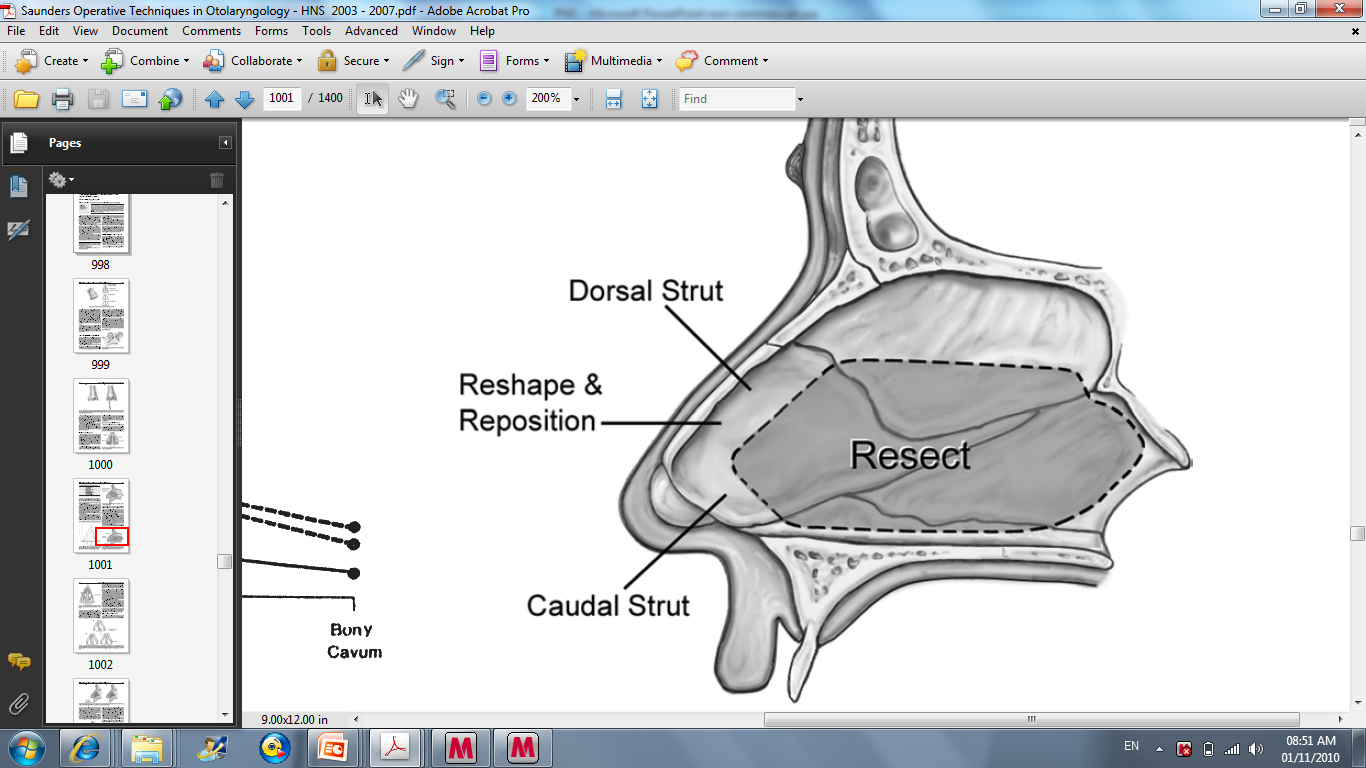 Saunders Operative Techniques in Otolaryngology - HNS 2003 - 2007.pdf - Adobe Acrobat Pro
File Edit View Document Comments Forms Tools Advanced Window Help
Create Combine Collaborate Secure Sign Forms Multimedia Comment
1001 / 1400 200% Find
Pages
998
999
1000
1001
1002
Dorsal Strut
Reshape &
Reposition
Resect
Caudal Strut
Bony
Cavum
9.00x12.00 in
EN
08:51 AM
01/11/2010